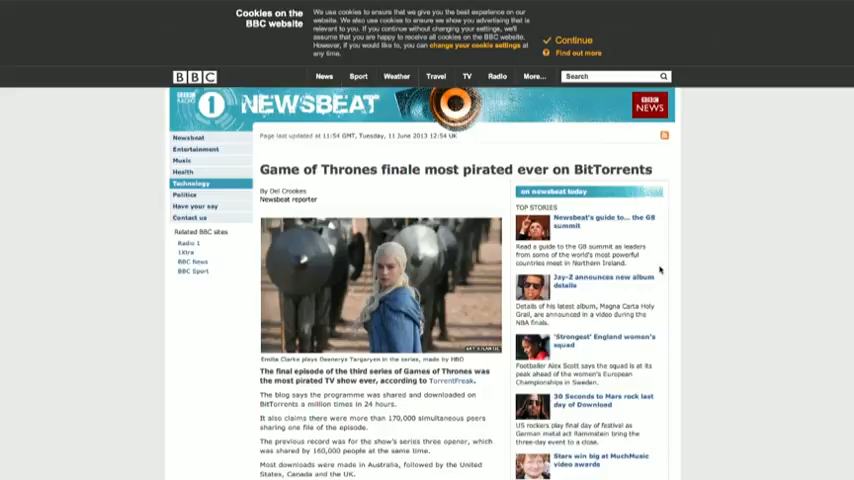 Cookies on the
BBC website
We use cookies to ensure that we give you the best experience on our
website. We also use cookies to ensure we show you advertising that is
relevant to you. If you continue without changing your settings, we'll
assume that you are happy to receive all cookies on the BBC website.
However, if you would like to, you can change your cookie settings at
any time.
Continue
Find out more
BBC
News
Sport
Weather
Travel
TV
Radio
More...
Search
BBC
RADIO
1
NEWSBEAT
BBC
NEWS
Page last updated at 11:54 GMT, Tuesday, 11 June 2013 12:54 UK
Newsbeat
Entertainment
Music
Health
Technology
Politics
Have your say
Contact us
Related BBC sites
Radio 1
1Xtra
BBC News
BBC Sport
Game of Thrones finale most pirated ever on BitTorrents
By Del Crookes
Newsbeat reporter
Emilia Clarke plays Daenerys Targaryen in the series, made by HBO
The final episode of the third series of Games of Thrones was
the most pirated TV show ever, according to TorrentFreak.
The blog says the programme was shared and downloaded on
BitTorrents a million times in 24 hours.
It also claims there were more than 170,000 simultaneous peers
sharing one file of the episode.
The previous record was for the show's series three opener, which
was shared by 160,000 people at the same time.
Most downloads were made in Australia, followed by the United
States, Canada and the UK.
on newsbeat today
TOP STORIES
Newsbeat's guide to... the G8
summit
Read a guide to the G8 summit as leaders
from some of the world's most powerful
countries meet in Northern Ireland.
Jay-Z announces new album
details
Details of his latest album, Magna Carta Holy
Grail, are announced in a video during the
NBA finals.
'Strongest' England women's
squad
Footballer Alex Scott says the squad is at its
peak ahead of the women's European
Championships in Sweden.
30 Seconds to Mars rock last
day of Download
US rockers play final day of festival as
German metal act Rammstein bring the
three-day event to a close.
Stars win big at MuchMusic
video awards